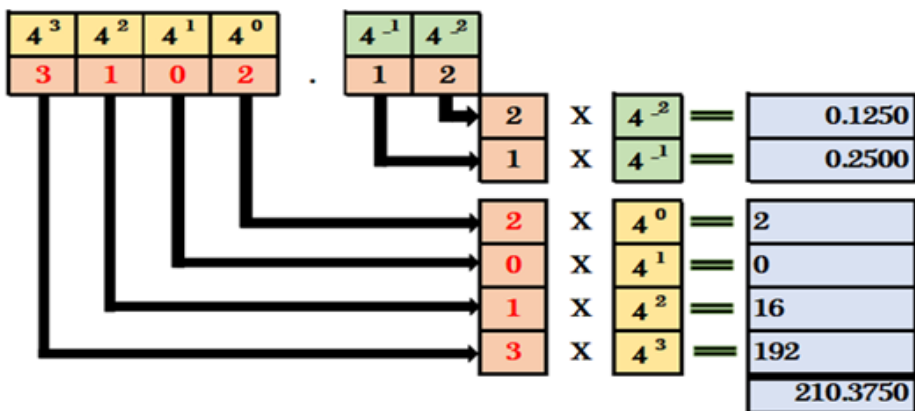 4³ 4² 4¹ 4⁰ 4⁻¹ 4⁻²
3 1 0 2 . 1 2
2 X 4⁻² = 0.1250
1 X 4⁻¹ = 0.2500
2 X 4⁰ = 2
0 X 4¹ = 0
1 X 4² = 16
3 X 4³ = 192
210.3750